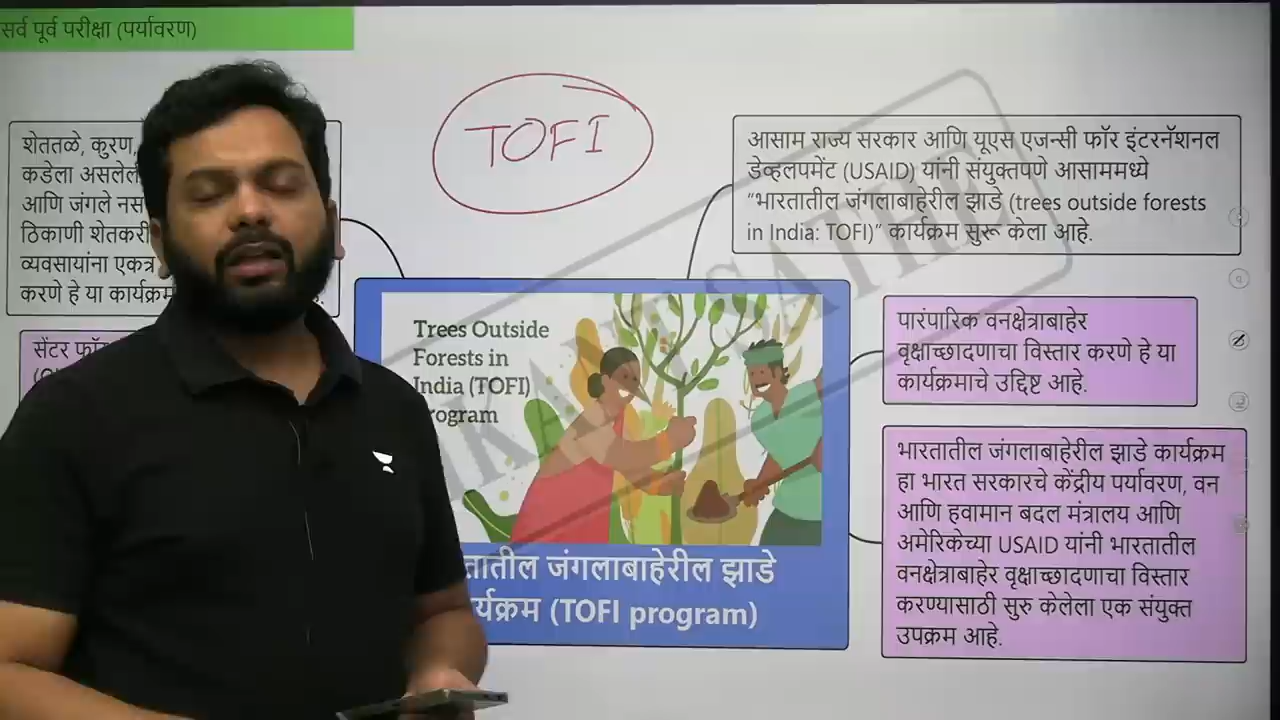 सर्व पूर्व परीक्षा (पर्यावरण)
TOFI
शेततळे, कुरण,
कडेला असलेली
आणि जंगले नस
ठिकाणी शेतकरी
व्यवसायांना एकत्र
करणे हे या कार्यक्रम
सेंटर फॉर
आसाम राज्य सरकार आणि यूएस एजन्सी फॉर इंटरनॅशनल
डेव्हलपमेंट (USAID) यांनी संयुक्तपणे आसाममध्ये
“भारतातील जंगलाबाहेरील झाडे (trees outside forests
in India: TOFI)” कार्यक्रम सुरू केला आहे.
Trees Outside
Forests in
India (TOFI)
rogram
तातील जंगलाबाहेरील झाडे
र्यक्रम (TOFI program)
पारंपारिक वनक्षेत्राबाहेर
वृक्षाच्छादणाचा विस्तार करणे हे या
कार्यक्रमाचे उद्दिष्ट आहे.
भारतातील जंगलाबाहेरील झाडे कार्यक्रम
हा भारत सरकारचे केंद्रीय पर्यावरण, वन
आणि हवामान बदल मंत्रालय आणि
अमेरिकेच्या USAID यांनी भारतातील
वनक्षेत्राबाहेर वृक्षाच्छादणाचा विस्तार
करण्यासाठी सुरु केलेला एक संयुक्त
उपक्रम आहे.
SATHE